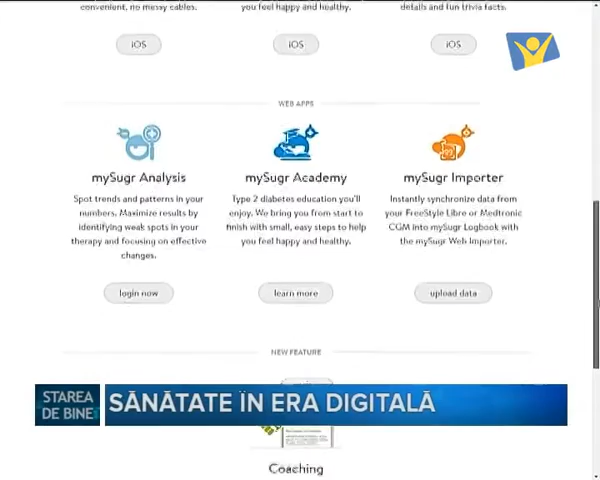 convenient, no messy cables.
you feel happy and healthy.
details and fun trivia facts.
iOS
iOS
iOS
WEB APPS
mySugr Analysis
Spot trends and patterns in your
numbers. Maximize results by
identifying weak spots in your
therapy and focusing on effective
changes.
login now
mySugr Academy
Type 2 diabetes education you'll
enjoy. We bring you from start to
finish with small, easy steps to help
you feel happy and healthy.
learn more
mySugr Importer
Instantly synchronize data from
your FreeStyle Libre or Medtronic
CGM into mySugr Logbook with
the mySugr Web Importer.
upload data
NEW FEATURE
STAREA
DE BINE
SĂNĂTATE ÎN ERA DIGITALĂ
Coaching